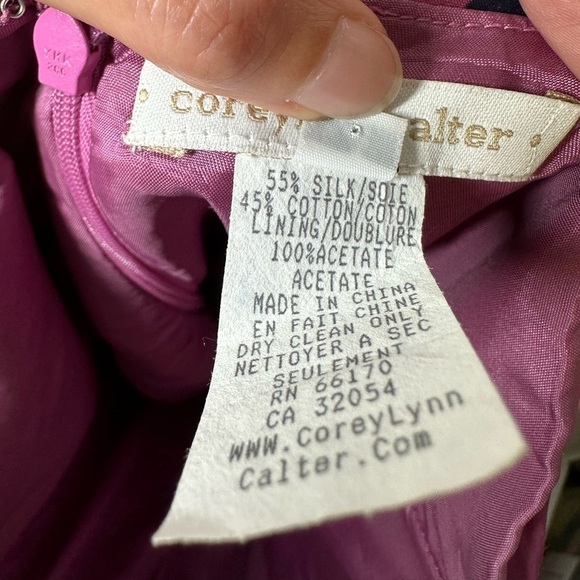 YKK
corey
alter
55% SILK/SOIE
45% COTTON/COTON
LINING/DOUBLURE
100%ACETATE
ACETATE
MADE IN CHINA
EN FAIT CHINE
DRY CLEAN ONLY
NETTOYER A SEC
SEULEMENT
RN 66170
CA 32054
www.CoreyLynn
Calter.Com